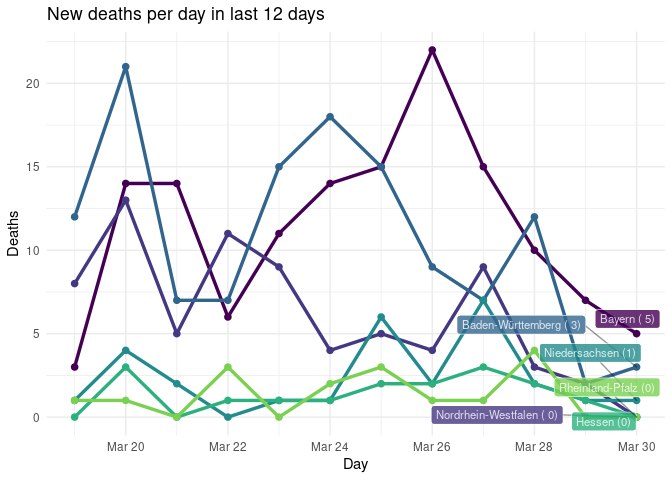 New deaths per day in last 12 days
Deaths
20
15
10
5
0
Bayern ( 5)
Baden-Württemberg ( 3)
Niedersachsen (1)
Rheinland-Pfalz (0)
Nordrhein-Westfalen ( 0)
Hessen (0)
Mar 20
Mar 22
Mar 24
Mar 26
Mar 28
Mar 30
Day